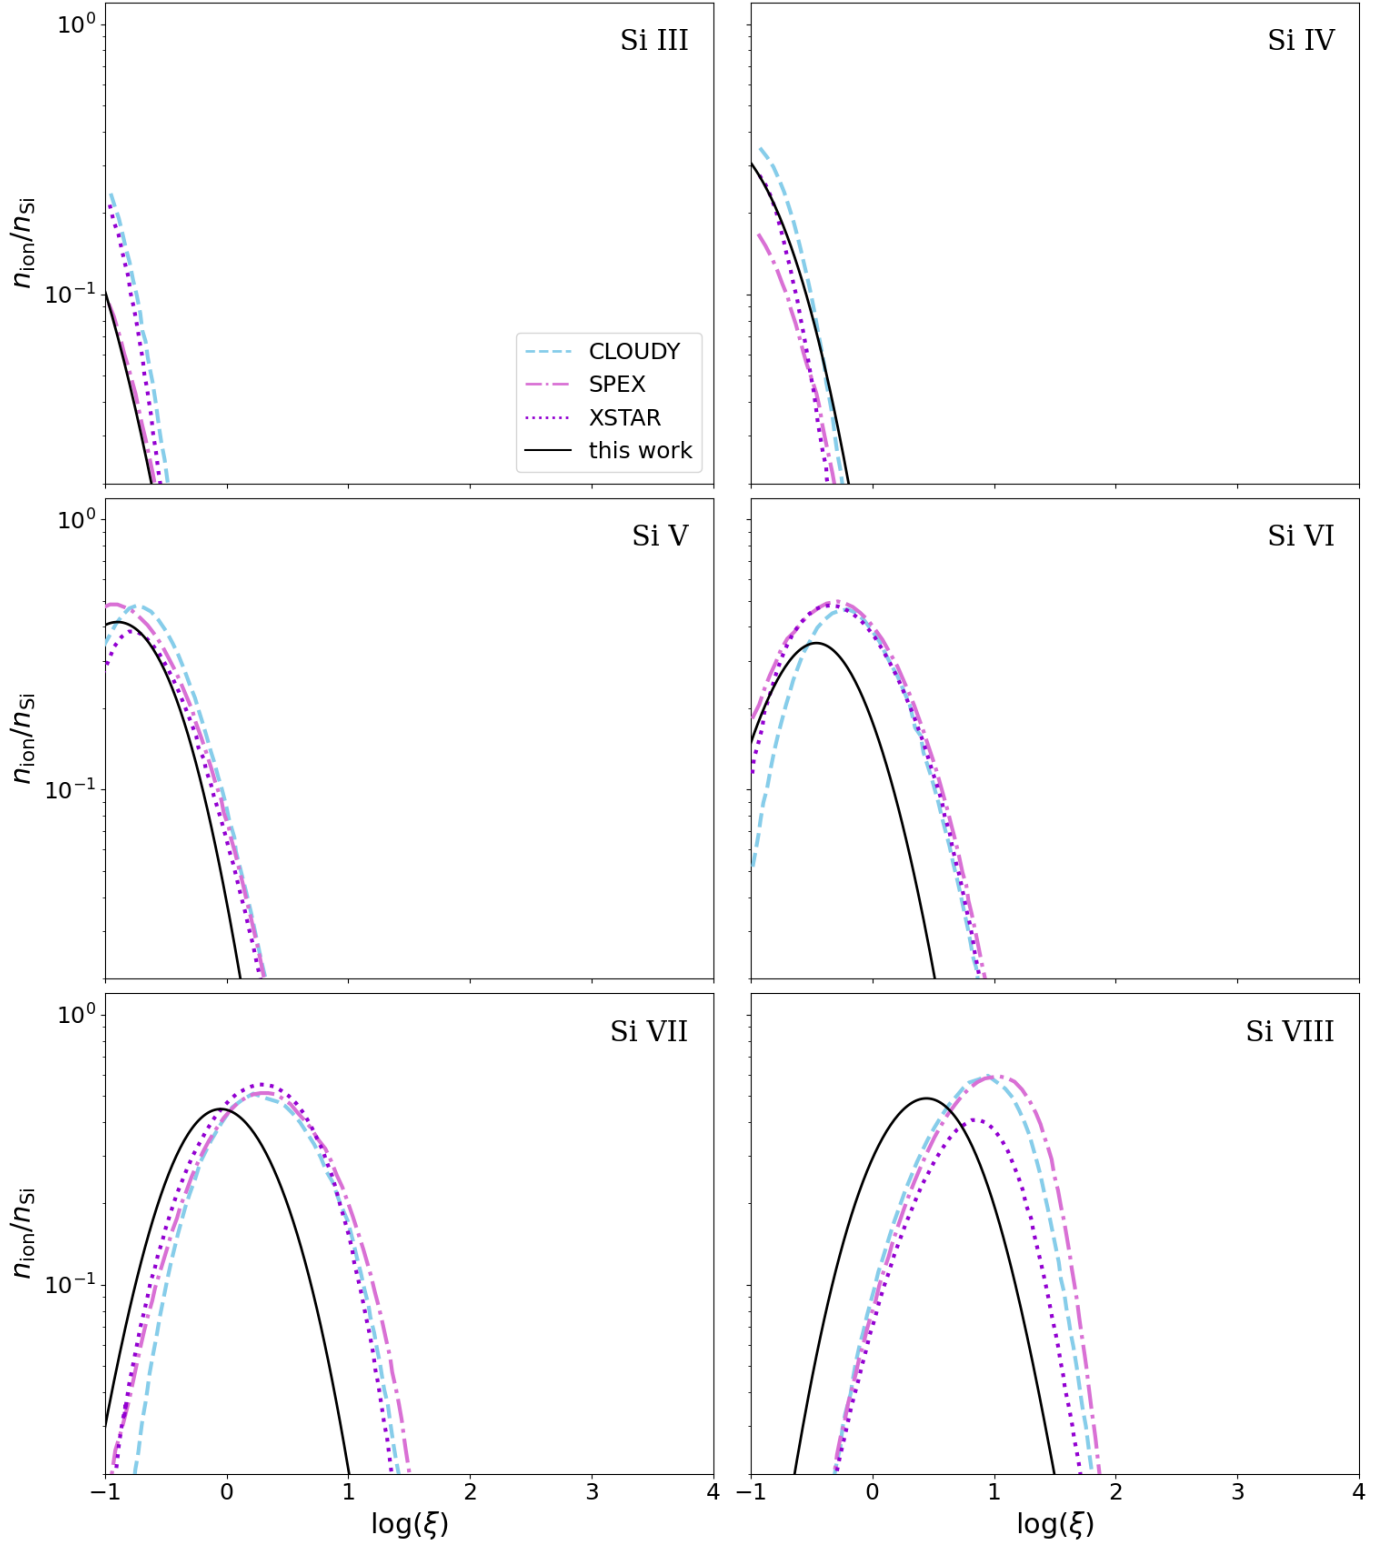 10⁰
Si III
Si IV
n_ion/n_Si
10⁻¹
CLOUDY
SPEX
XSTAR
this work
10⁰
Si V
Si VI
n_ion/n_Si
10⁻¹
10⁰
Si VII
Si VIII
n_ion/n_Si
10⁻¹
−1 0 1 2 3 4
−1 0 1 2 3 4
log(ξ)
log(ξ)